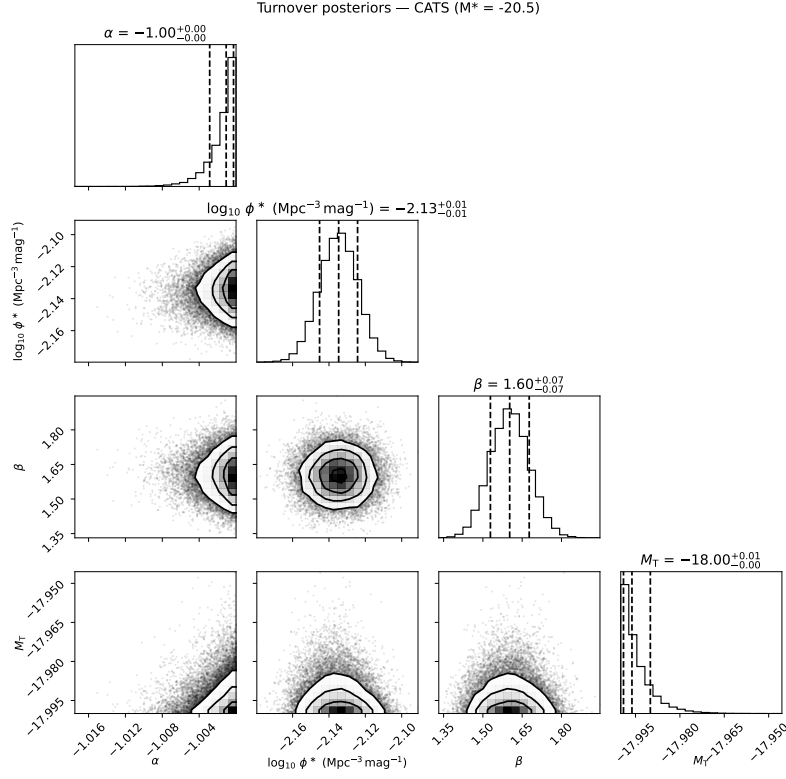 Turnover posteriors — CATS (M* = -20.5)
α = −1.00+0.00−0.00
log10 ϕ* (Mpc−3 mag−1) = −2.13+0.01−0.01
log10 ϕ* (Mpc−3 mag−1)
−2.10
−2.12
−2.14
−2.16
β = 1.60+0.07−0.07
β
1.80
1.65
1.50
1.35
MT = −18.00+0.01−0.00
MT
−17.950
−17.965
−17.980
−17.995
−1.016 −1.012 −1.008 −1.004
α
−2.16 −2.14 −2.12 −2.10
log10 ϕ* (Mpc−3 mag−1)
1.35 1.50 1.65 1.80
β
−17.995 −17.980 −17.965 −17.950
MT